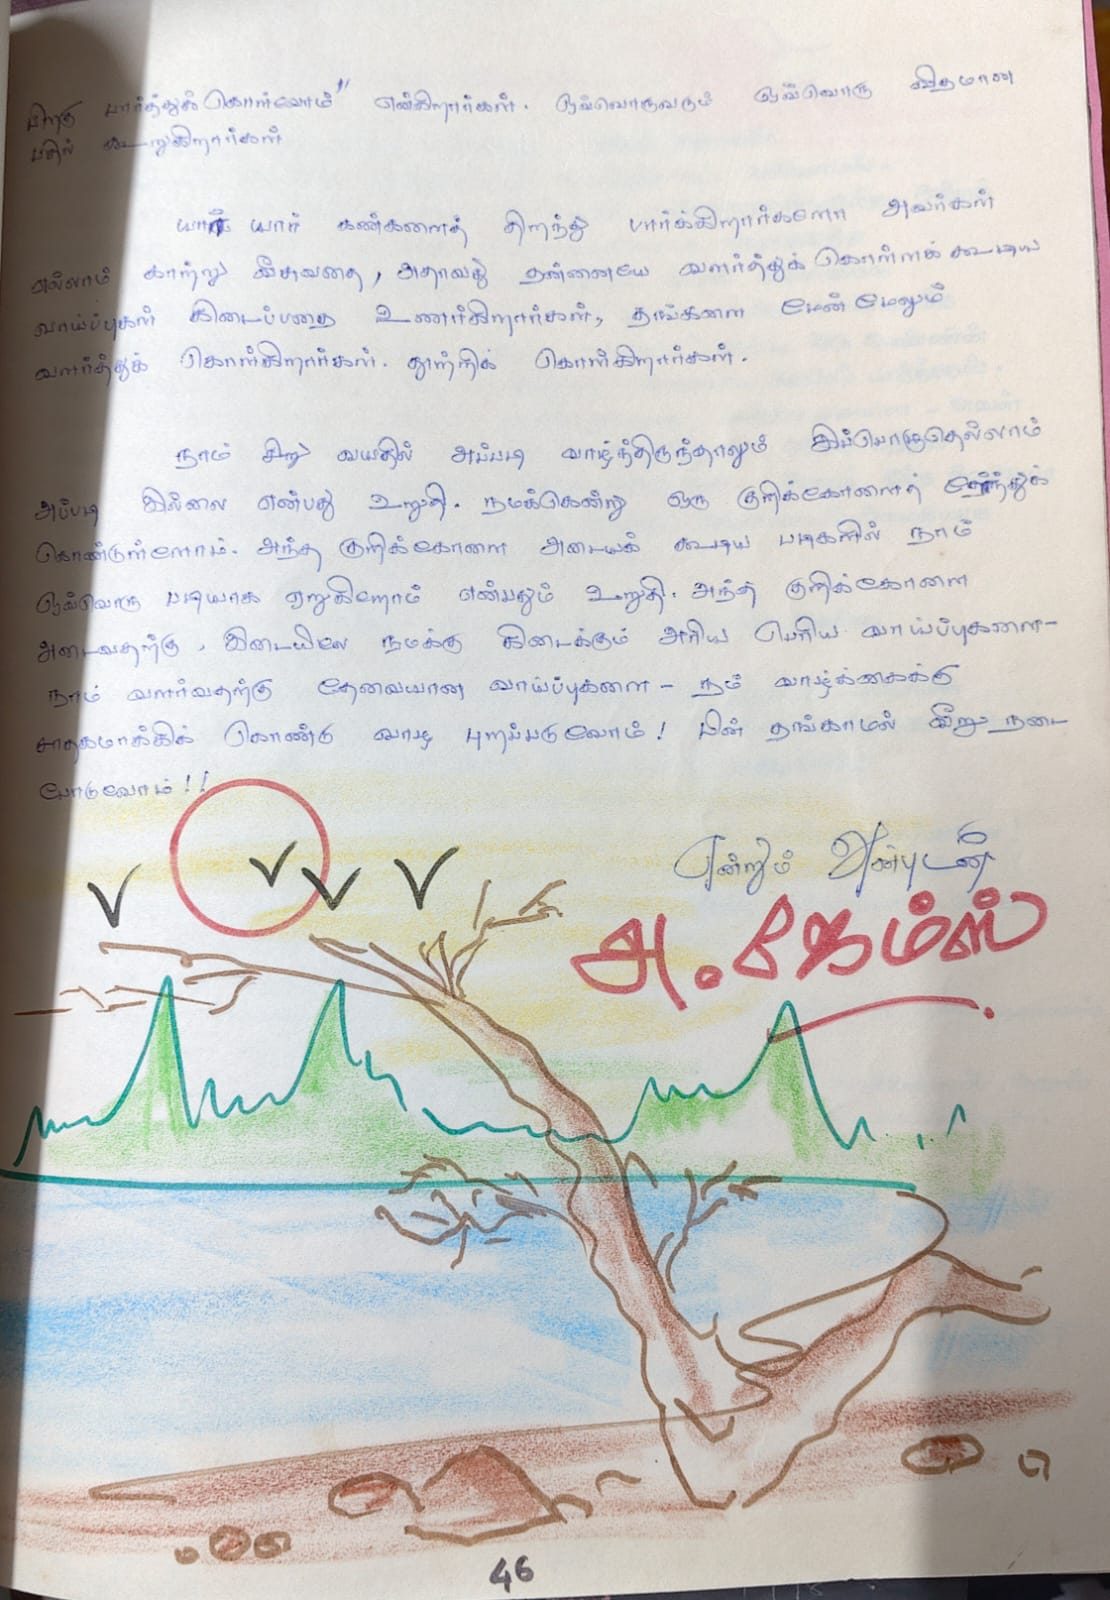 பிறகு பார்த்துக்கொள்வோம்" என்கிறார்கள். ஒவ்வொருவரும் ஒவ்வொரு விதமான
பதில் கூறுகிறார்கள்
யார் யார் கண்களைத் திறந்து பார்க்கிறார்களோ அவர்கள்
எல்லாம் காற்று வீசுவதை, அதாவது தன்னையே வளர்த்துக் கொள்ளக் கூடிய
வாய்ப்புகள் கிடைப்பதை உணர்கிறார்கள், தங்களை மேன்மேலும்
வளர்த்துக் கொள்கிறார்கள். தூற்றிக் கொள்கிறார்கள்.
நாம் சிறு வயதில் அப்படி வாழ்ந்திருந்தாலும் இப்பொழுதெல்லாம்
அப்படி இல்லை என்பது உறுதி. நமக்கென்று ஒரு குறிக்கோளைத்
கொண்டுள்ளோம். அந்த குறிக்கோளை அடையக் கூடிய படிகளில் நாம்
ஒவ்வொரு படியாக ஏறுகிறோம் என்பதும் உறுதி. அந்த குறிக்கோளை
அடைவதற்கு, இடையிலே நமக்கு கிடைக்கும் அரிய பெரிய வாய்ப்புகளை-
நாம் வளர்வதற்கு தேவையான வாய்ப்புகளை - நம் வாழ்க்கைக்கு
சாதகமாக்கிக் கொண்டு வாழ புறப்படுவோம்! பின் தங்காமல் வீறு நடை
போடுவோம்!!
என்றும் அன்புடன்
அ. ஜேம்ஸ்
46